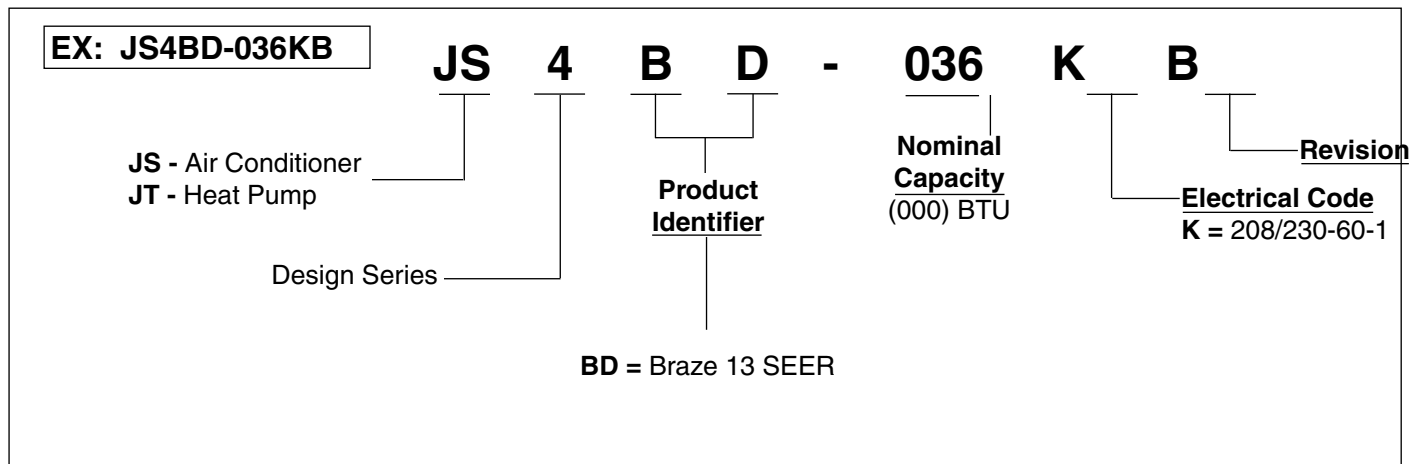 EX: JS4BD-036KB
JS 4 B D - 036 K B
JS - Air Conditioner
JT - Heat Pump
Design Series
Product
Identifier
BD = Braze 13 SEER
Nominal
Capacity
(000) BTU
Electrical Code
K = 208/230-60-1
Revision